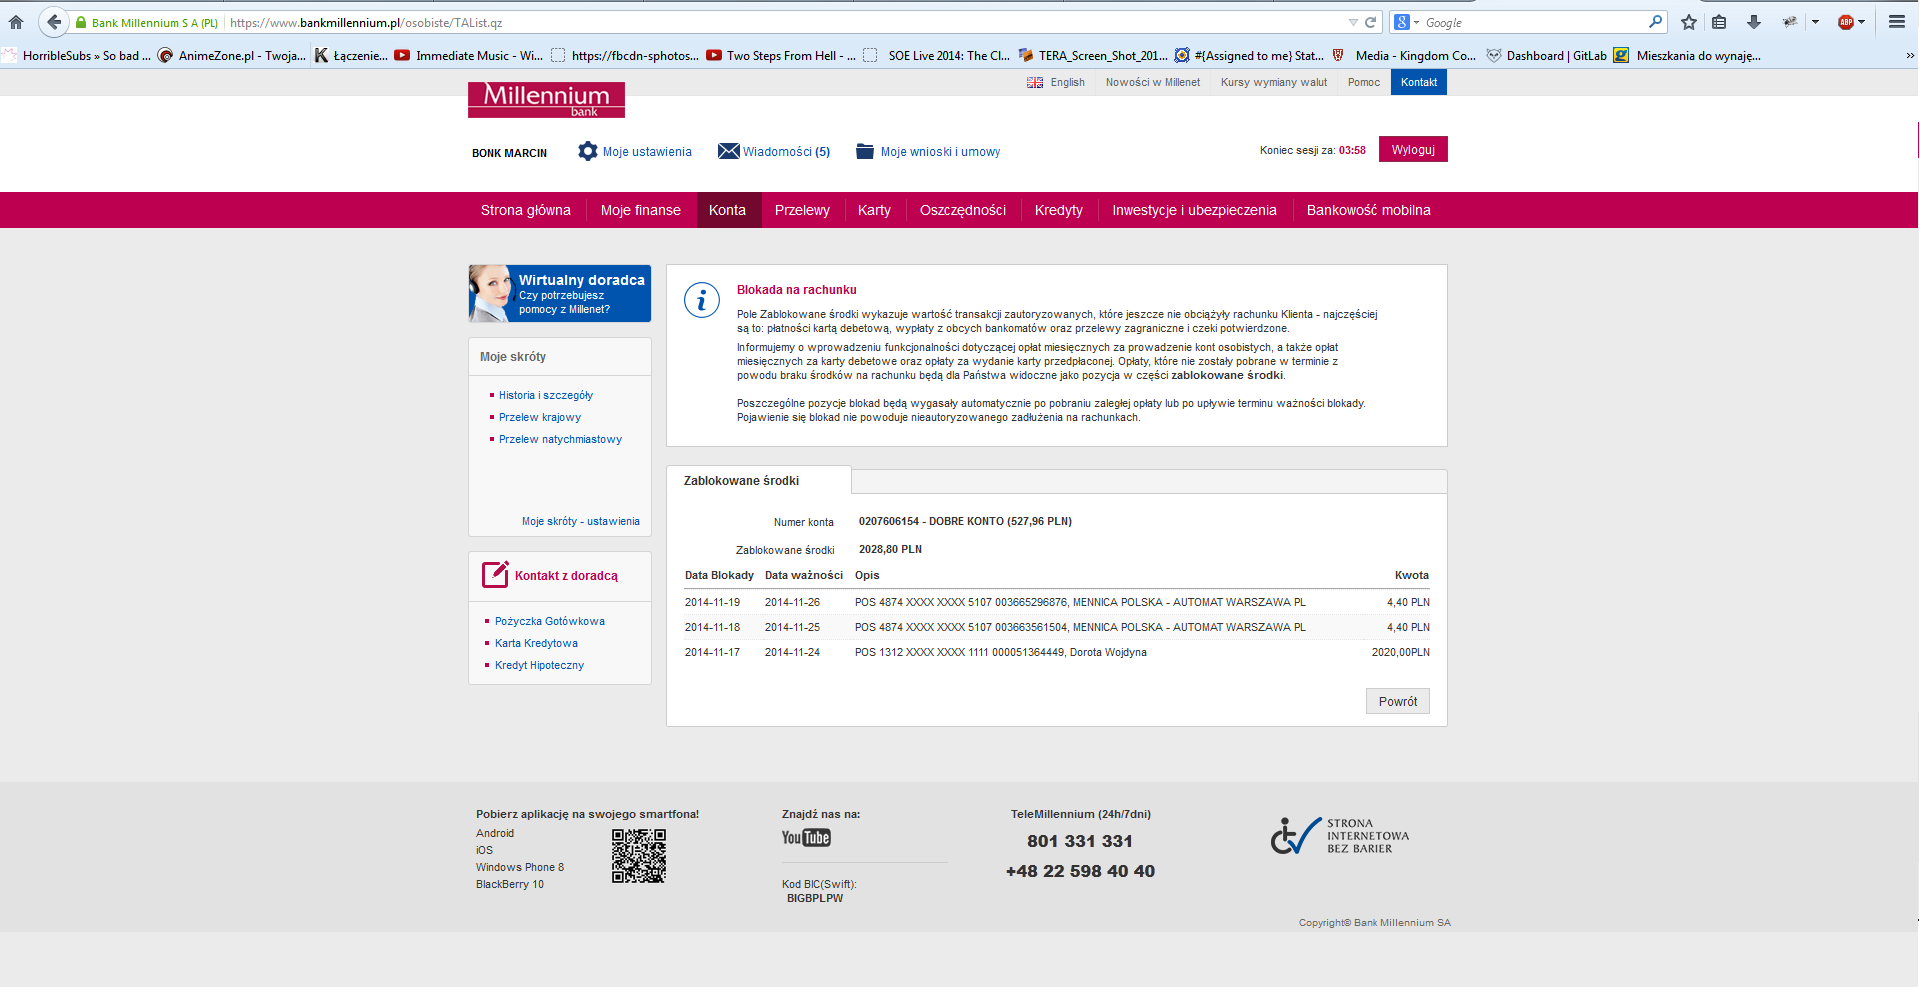 Bank Millennium S A (PL) https://www.bankmillennium.pl/osobiste/TAList.qz Google
HorribleSubs » So bad ... AnimeZone.pl - Twoja... Łączenie... Immediate Music - Wi... https://fbcdn-sphotos... Two Steps From Hell - ... SOE Live 2014: The Cl... TERA_Screen_Shot_201... #{Assigned to me} Stat... Media - Kingdom Co... Dashboard | GitLab Mieszkania do wynaję... »
English Nowości w Millenet Kursy wymiany walut Pomoc Kontakt
Millennium
bank
BONK MARCIN Moje ustawienia Wiadomości (5) Moje wnioski i umowy Koniec sesji za: 03:58 Wyloguj
Strona główna Moje finanse Konta Przelewy Karty Oszczędności Kredyty Inwestycje i ubezpieczenia Bankowość mobilna
Wirtualny doradca
Czy potrzebujesz
pomocy z Millenet?
Moje skróty
Historia i szczegóły
Przelew krajowy
Przelew natychmiastowy
Moje skróty - ustawienia
Kontakt z doradcą
Pożyczka Gotówkowa
Karta Kredytowa
Kredyt Hipoteczny
Blokada na rachunku
Pole Zablokowane środki wykazuje wartość transakcji zautoryzowanych, które jeszcze nie obciążyły rachunku Klienta - najczęściej
są to: płatności kartą debetową, wypłaty z obcych bankomatów oraz przelewy zagraniczne i czeki potwierdzone.
Informujemy o wprowadzeniu funkcjonalności dotyczącej opłat miesięcznych za prowadzenie kont osobistych, a także opłat
miesięcznych za karty debetowe oraz opłaty za wydanie karty przedpłaconej. Opłaty, które nie zostały pobrane w terminie z
powodu braku środków na rachunku będą dla Państwa widoczne jako pozycja w części zablokowane środki.
Poszczególne pozycje blokad będą wygasały automatycznie po pobraniu zaległej opłaty lub po upływie terminu ważności blokady.
Pojawienie się blokad nie powoduje nieautoryzowanego zadłużenia na rachunkach.
Zablokowane środki
Numer konta 0207606154 - DOBRE KONTO (527,96 PLN)
Zablokowane środki 2028,80 PLN
Data Blokady Data ważności Opis Kwota
2014-11-19 2014-11-26 POS 4874 XXXX XXXX 5107 003665296876, MENNICA POLSKA - AUTOMAT WARSZAWA PL 4,40 PLN
2014-11-18 2014-11-25 POS 4874 XXXX XXXX 5107 003663561504, MENNICA POLSKA - AUTOMAT WARSZAWA PL 4,40 PLN
2014-11-17 2014-11-24 POS 1312 XXXX XXXX 1111 000051364449, Dorota Wojdyna 2020,00PLN
Powrót
Pobierz aplikację na swojego smartfona!
Android
iOS
Windows Phone 8
BlackBerry 10
Znajdź nas na:
YouTube
Kod BIC(Swift):
BIGBPLPW
TeleMillennium (24h/7dni)
801 331 331
+48 22 598 40 40
STRONA
INTERNETOWA
BEZ BARIER
Copyright© Bank Millennium SA